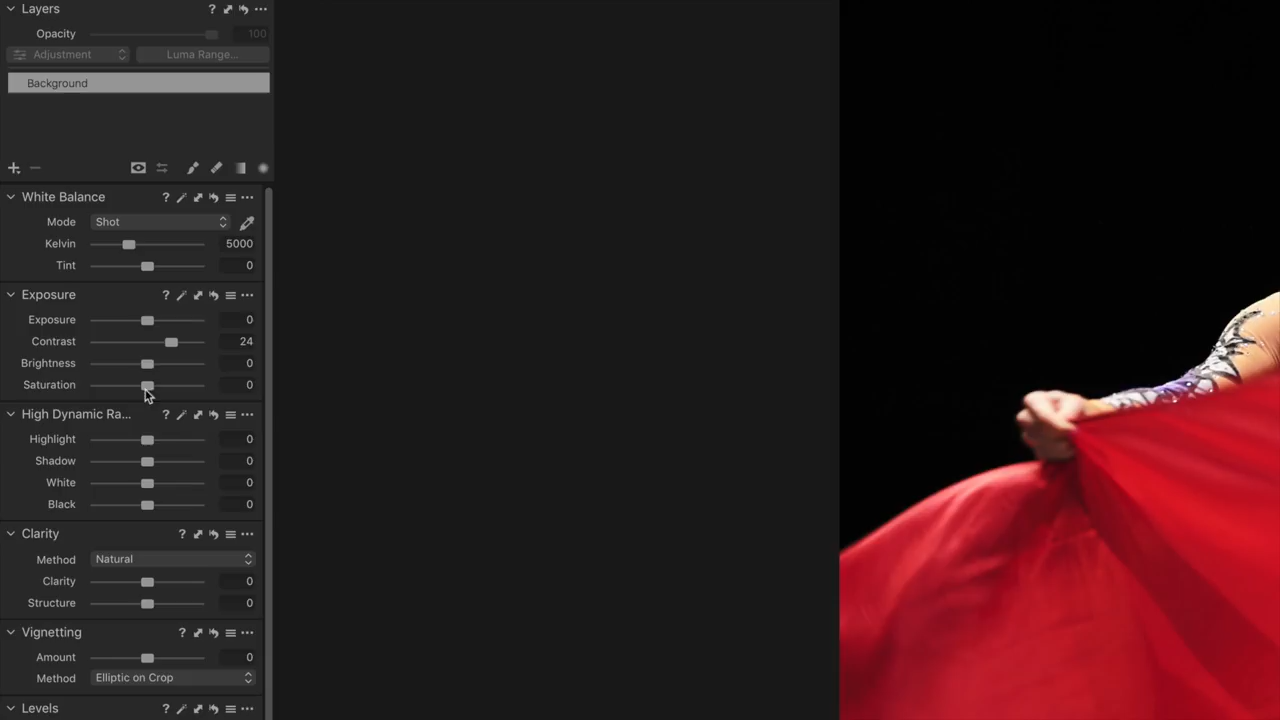 Layers ?
Opacity 100
Adjustment Luma Range...
Background
White Balance ?
Mode Shot
Kelvin 5000
Tint 0
Exposure ?
Exposure 0
Contrast 24
Brightness 0
Saturation 0
High Dynamic Ra... ?
Highlight 0
Shadow 0
White 0
Black 0
Clarity ?
Method Natural
Clarity 0
Structure 0
Vignetting ?
Amount 0
Method Elliptic on Crop
Levels ?